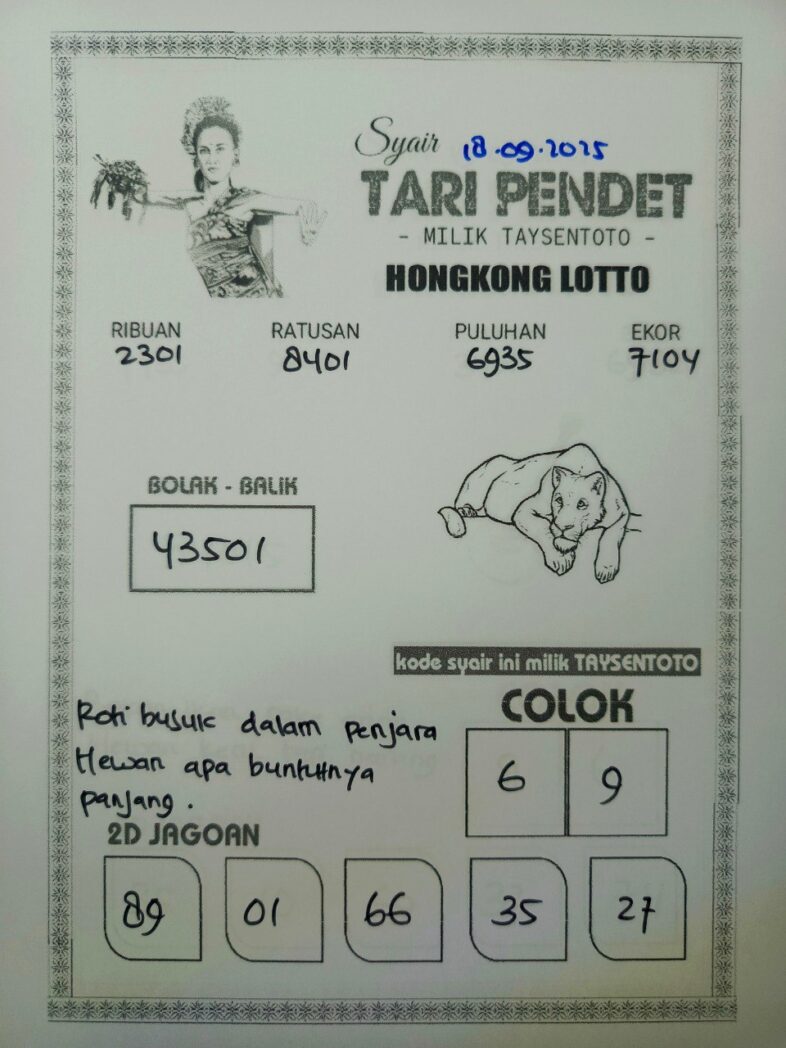 Syair 18.09.2025
TARI PENDET
- MILIK TAYSENTOTO -
HONGKONG LOTTO
RIBUAN RATUSAN PULUHAN EKOR
2301 8401 6935 7104
BOLAK - BALIK
43501
kode syair ini milik TAYSENTOTO
COLOK
6 9
Roti busuk dalam penjara
Hewan apa buntutnya
panjang.
2D JAGOAN
89 01 66 35 27